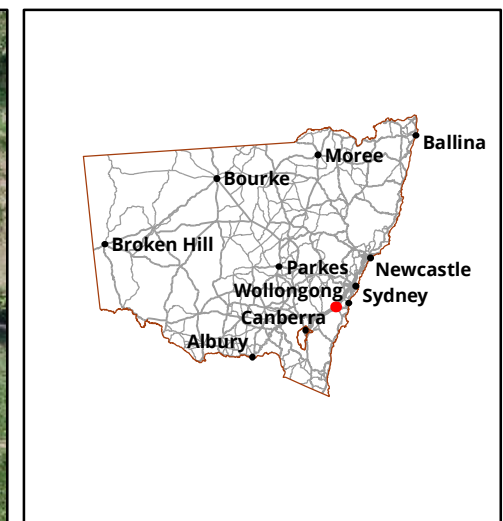 Ballina
Moree
Bourke
Broken Hill
Parkes
Newcastle
Wollongong
Sydney
Canberra
Albury